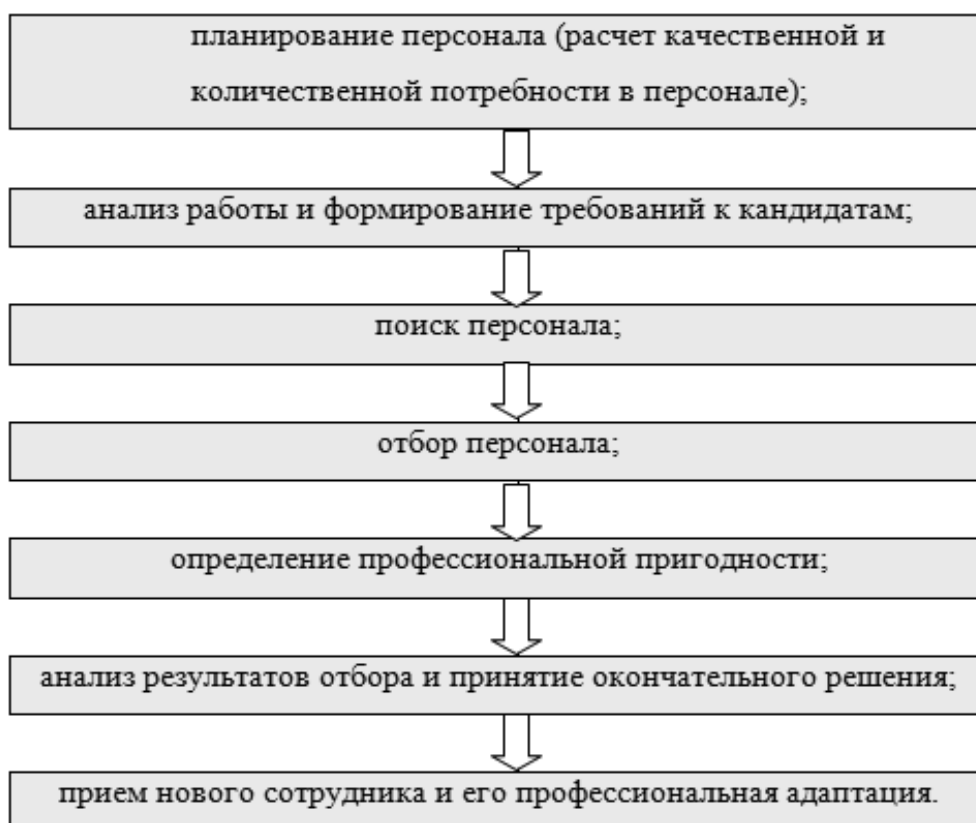 планирование персонала (расчет качественной и
количественной потребности в персонале);
анализ работы и формирование требований к кандидатам;
поиск персонала;
отбор персонала;
определение профессиональной пригодности;
анализ результатов отбора и принятие окончательного решения;
прием нового сотрудника и его профессиональная адаптация.